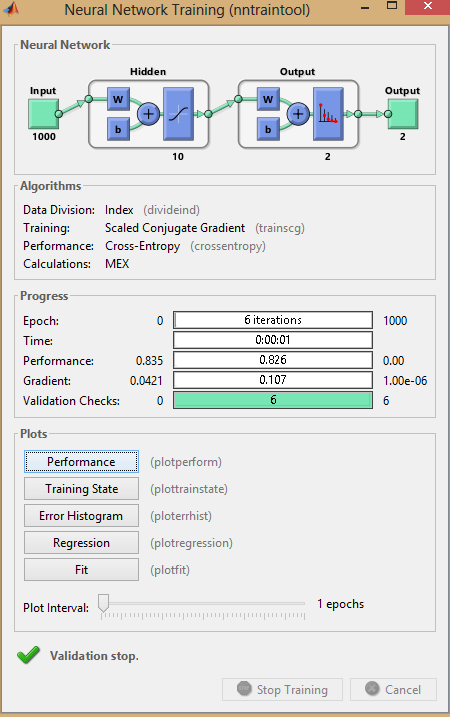 Neural Network Training (nntraintool)
Neural Network
Hidden Output
Input Output
W W
b b
1000 2
10 2
Algorithms
Data Division: Index (divideind)
Training: Scaled Conjugate Gradient (trainscg)
Performance: Cross-Entropy (crossentropy)
Calculations: MEX
Progress
Epoch: 0 6 iterations 1000
Time: 0:00:01
Performance: 0.835 0.826 0.00
Gradient: 0.0421 0.107 1.00e-06
Validation Checks: 0 6 6
Plots
Performance (plotperform)
Training State (plottrainstate)
Error Histogram (ploterrhist)
Regression (plotregression)
Fit (plotfit)
Plot Interval: 1 epochs
Validation stop.
Stop Training Cancel